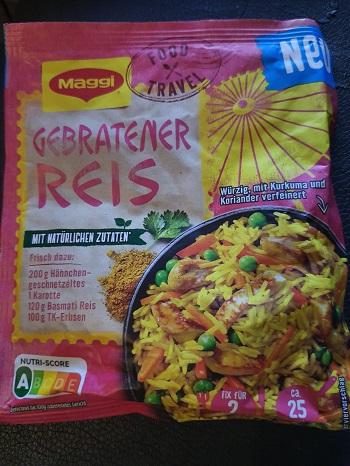 FOOD
TRAVEL
NEU
Maggi
GEBRATENER
REIS
Würzig, mit Kurkuma und
Koriander verfeinert
MIT NATÜRLICHEN ZUTATEN*
Frisch dazu:
200 g Hähnchen-
geschnetzeltes
1 Karotte
120 g Basmati Reis
100 g TK-Erbsen
NUTRI-SCORE
A B C D E
FIX FÜR
2
ca.
25